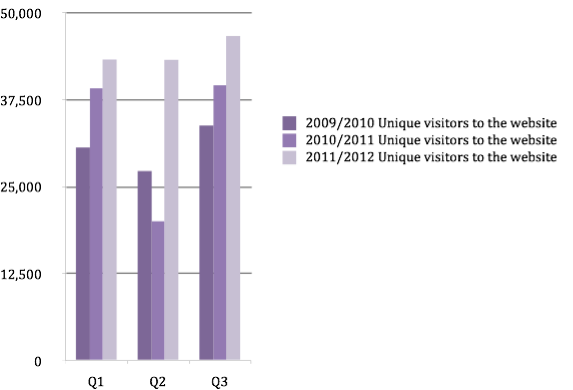 50,000
37,500
25,000
12,500
0
Q1 Q2 Q3
2009/2010 Unique visitors to the website
2010/2011 Unique visitors to the website
2011/2012 Unique visitors to the website